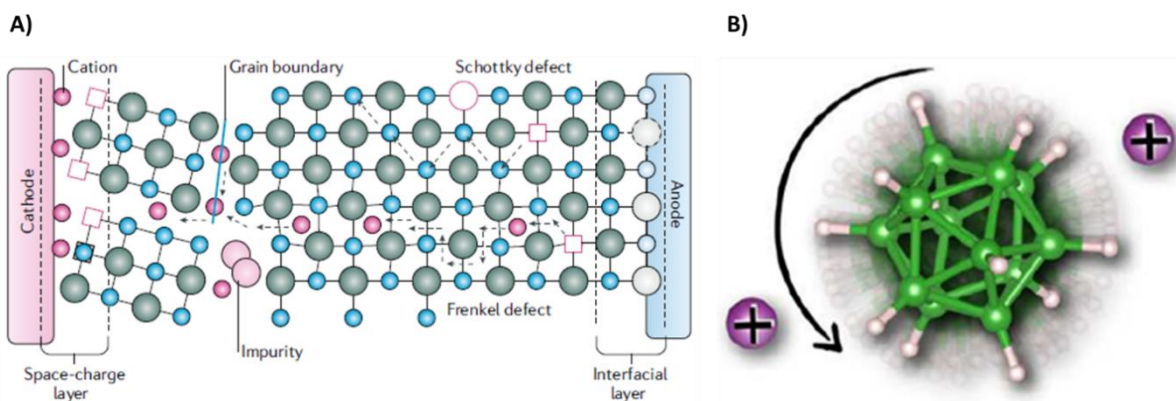 A)
B)
Cation
Grain boundary
Schottky defect
Cathode
Anode
Frenkel defect
Impurity
Space-charge
layer
Interfacial
layer
+
+